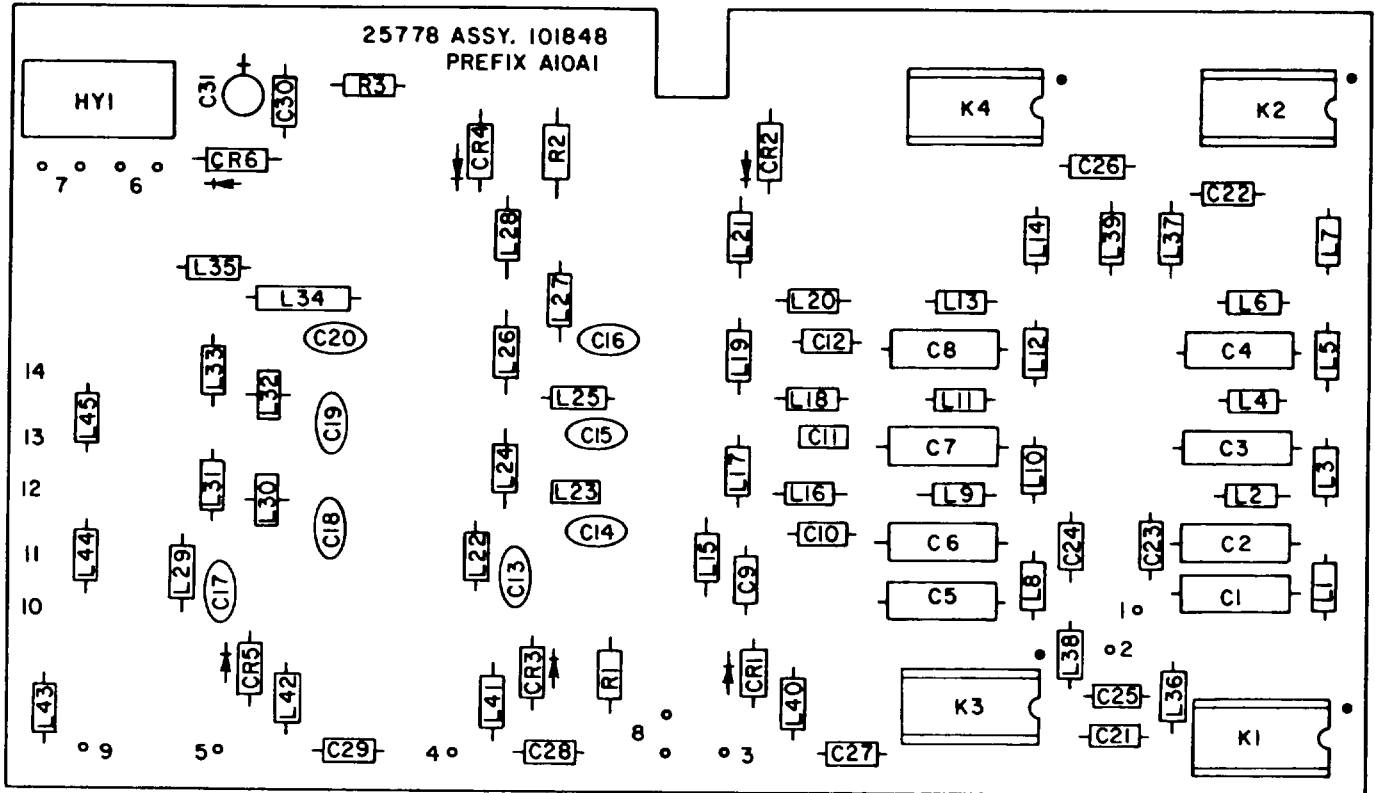 25778 ASSY. 101848
PREFIX A10A1
HY1
C31
C30
R3
K4
K2
CR4
R2
CR2
C26
CR6
7
6
C22
L28
L21
L14
L39
L37
L7
L35
L34
L27
L20
L13
L6
C20
C16
C12
L26
L19
C8
L12
C4
L5
14
L33
L32
L25
L18
L11
L4
L45
C19
C15
C11
13
C7
C3
L24
L17
L10
L3
12
L31
L30
L23
L16
L9
L2
C18
C14
C10
11
L44
L22
L15
C6
C24
C23
C2
L29
C17
C13
C9
L8
L1
10
C5
1
C1
CR5
CR3
R1
CR1
L38
2
L43
L42
L41
L40
K3
C25
L36
9
5
C29
4
C28
8
3
C27
C21
K1